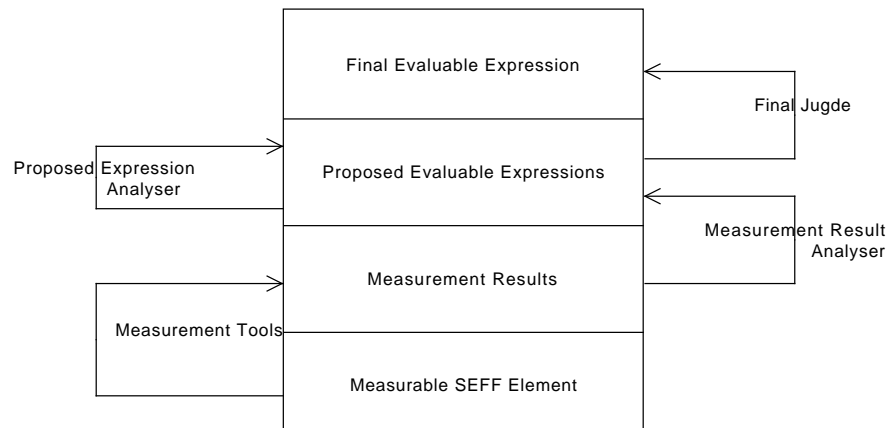 Final Evaluable Expression
Final Jugde
Proposed Expression
Analyser
Proposed Evaluable Expressions
Measurement Result
Analyser
Measurement Results
Measurement Tools
Measurable SEFF Element